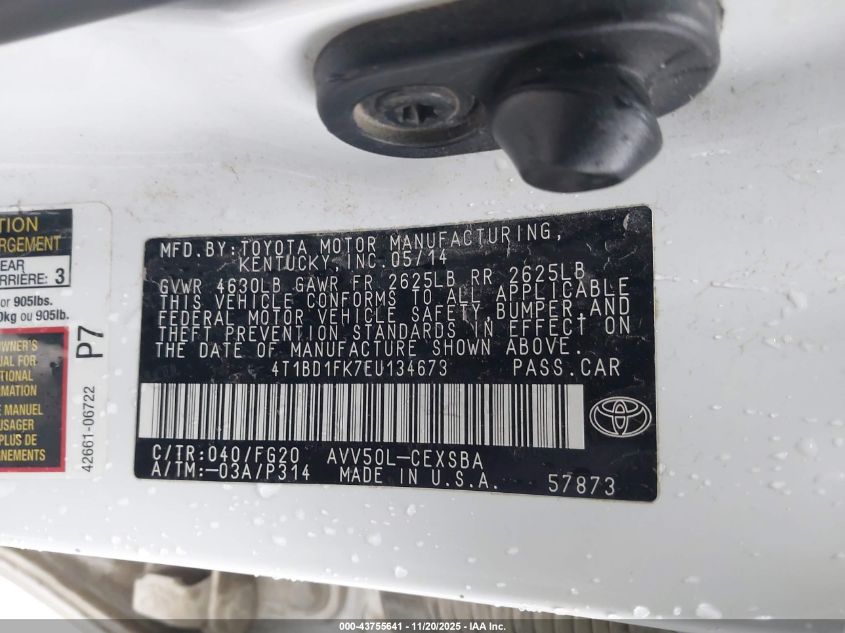 TION
RGEMENT
EAR
RRIÈRE: 3
or 905lbs.
0kg ou 905lb.
OWNER'S
UAL FOR
TIONAL
RMATION
E MANUEL
USAGER
PLUS DE
GNEMENTS
42661-06722
P7
MFD.BY:TOYOTA MOTOR MANUFACTURING,
KENTUCKY, INC. 05/14
GVWR 4630LB GAWR FR 2625LB RR 2625LB
THIS VEHICLE CONFORMS TO ALL APPLICABLE
FEDERAL MOTOR VEHICLE SAFETY,BUMPER,AND
THEFT PREVENTION STANDARDS IN EFFECT ON
THE DATE OF MANUFACTURE SHOWN ABOVE.
4T1BD1FK7EU134673 PASS.CAR
C/TR:040/FG20 AVV50L-CEXSBA
A/TM:-03A/P314 MADE IN U.S.A. 57873
000-43755641 - 11/20/2025 - IAA Inc.